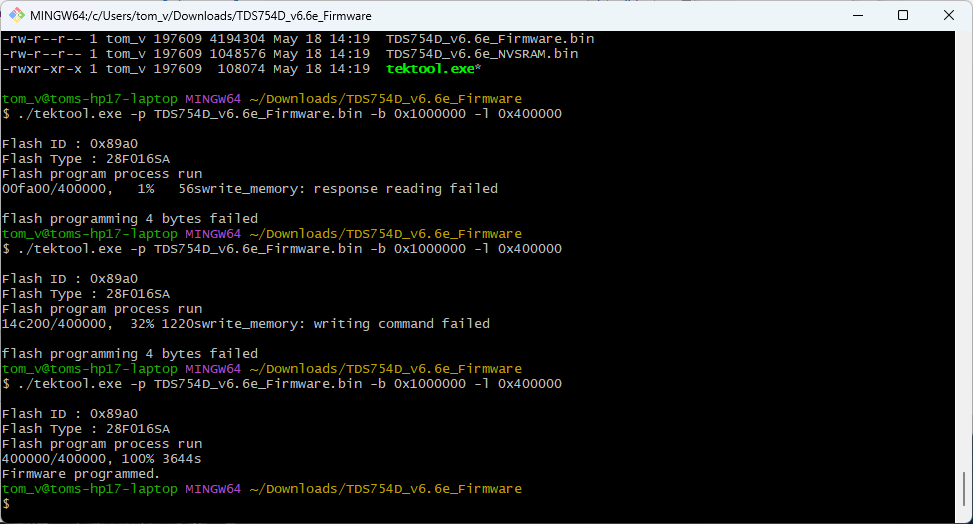 MINGW64:/c/Users/tom_v/Downloads/TDS754D_v6.6e_Firmware
-rw-r--r-- 1 tom_v 197609 4194304 May 18 14:19  TDS754D_v6.6e_Firmware.bin
-rw-r--r-- 1 tom_v 197609 1048576 May 18 14:19  TDS754D_v6.6e_NVSRAM.bin
-rwxr-xr-x 1 tom_v 197609  108074 May 18 14:19  tektool.exe*
tom_v@toms-hp17-laptop MINGW64 ~/Downloads/TDS754D_v6.6e_Firmware
$ ./tektool.exe -p TDS754D_v6.6e_Firmware.bin -b 0x1000000 -l 0x400000
Flash ID : 0x89a0
Flash Type : 28F016SA
Flash program process run
00fa00/400000,   1%   56swrite_memory: response reading failed
flash programming 4 bytes failed
tom_v@toms-hp17-laptop MINGW64 ~/Downloads/TDS754D_v6.6e_Firmware
$ ./tektool.exe -p TDS754D_v6.6e_Firmware.bin -b 0x1000000 -l 0x400000
Flash ID : 0x89a0
Flash Type : 28F016SA
Flash program process run
14c200/400000,  32% 1220swrite_memory: writing command failed
flash programming 4 bytes failed
tom_v@toms-hp17-laptop MINGW64 ~/Downloads/TDS754D_v6.6e_Firmware
$ ./tektool.exe -p TDS754D_v6.6e_Firmware.bin -b 0x1000000 -l 0x400000
Flash ID : 0x89a0
Flash Type : 28F016SA
Flash program process run
400000/400000, 100% 3644s
Firmware programmed.
tom_v@toms-hp17-laptop MINGW64 ~/Downloads/TDS754D_v6.6e_Firmware
$